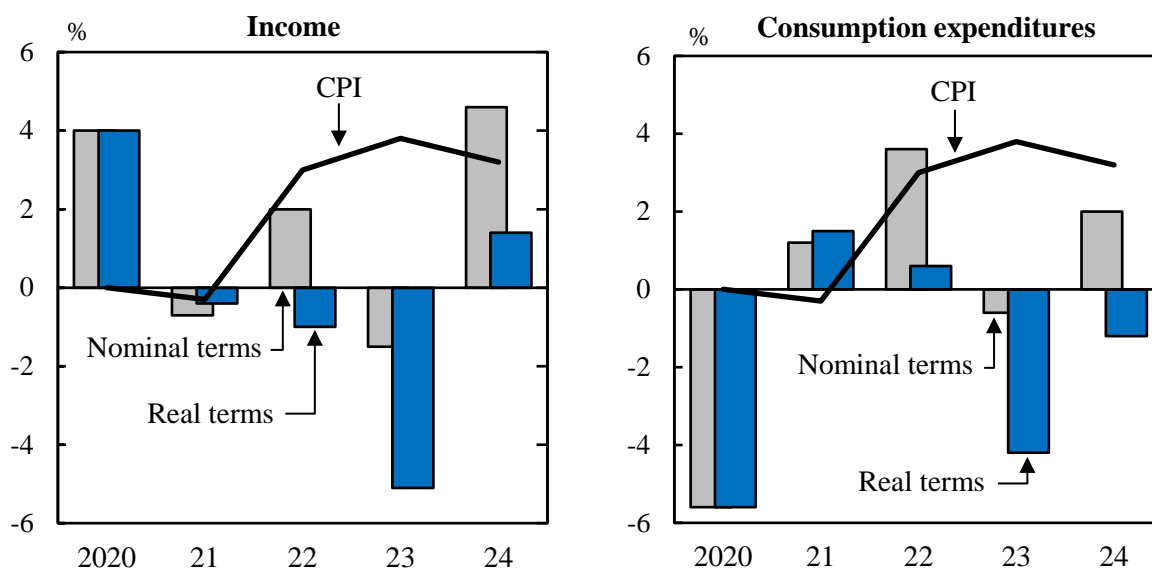 Income
%
6
4
2
0
-2
-4
-6
CPI
Nominal terms
Real terms
2020 21 22 23 24
Consumption expenditures
%
6
4
2
0
-2
-4
-6
CPI
Nominal terms
Real terms
2020 21 22 23 24